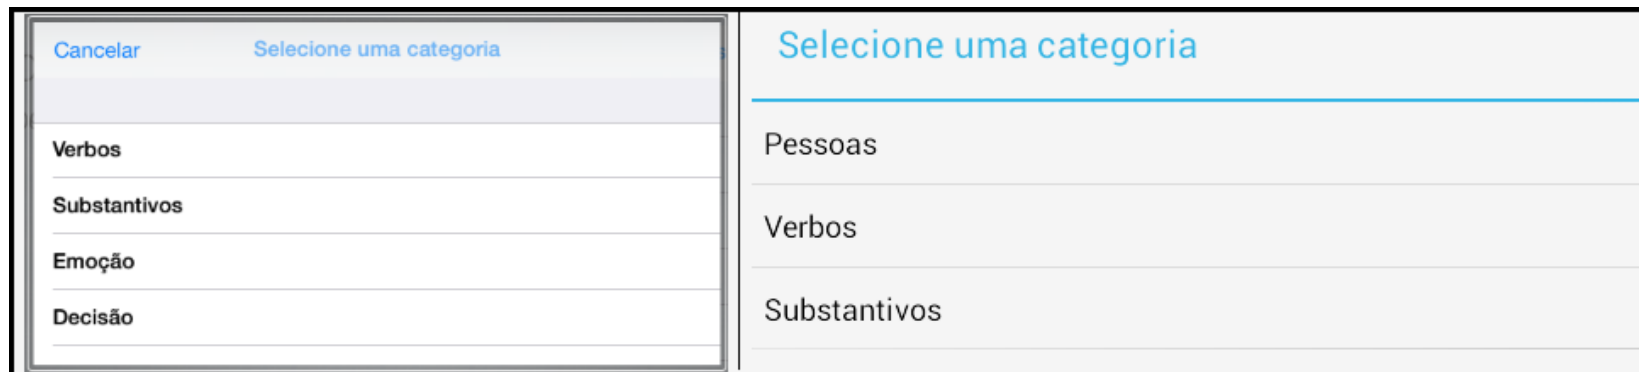 Cancelar Selecione uma categoria
Verbos
Substantivos
Emoção
Decisão
Selecione uma categoria
Pessoas
Verbos
Substantivos